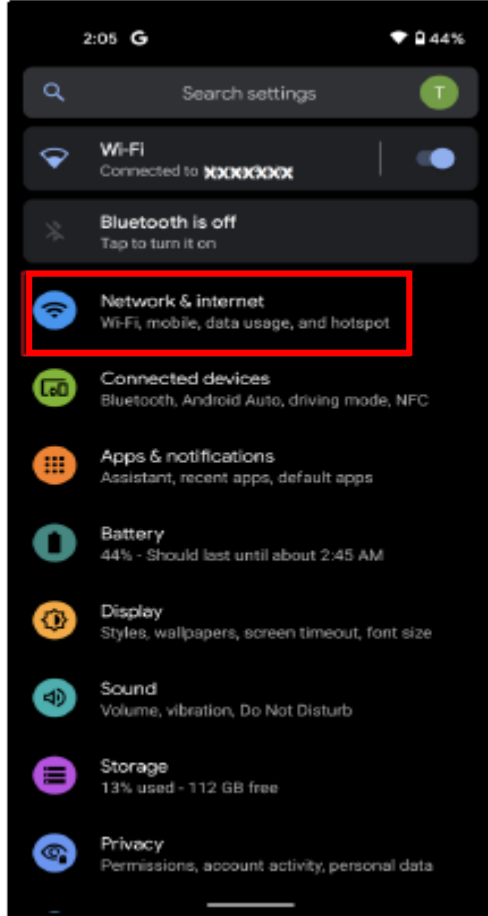 2:05 G 44%
Search settings T
Wi-Fi
Connected to xxxxxxxx
Bluetooth is off
Tap to turn it on
Network & internet
Wi-Fi, mobile, data usage, and hotspot
Connected devices
Bluetooth, Android Auto, driving mode, NFC
Apps & notifications
Assistant, recent apps, default apps
Battery
44% - Should last until about 2:45 AM
Display
Styles, wallpapers, screen timeout, font size
Sound
Volume, vibration, Do Not Disturb
Storage
13% used - 112 GB free
Privacy
Permissions, account activity, personal data